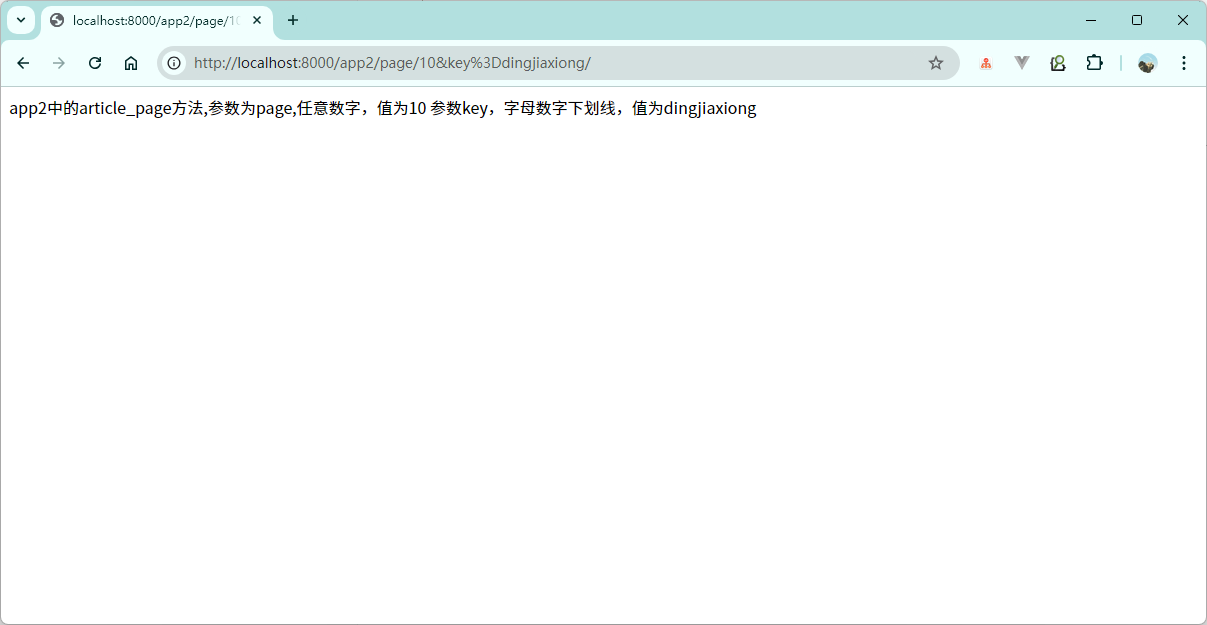 localhost:8000/app2/page/10
http://localhost:8000/app2/page/10&key%3Ddingjiaxiong/
app2中的article_page方法,参数为page,任意数字，值为10 参数key，字母数字下划线，值为dingjiaxiong